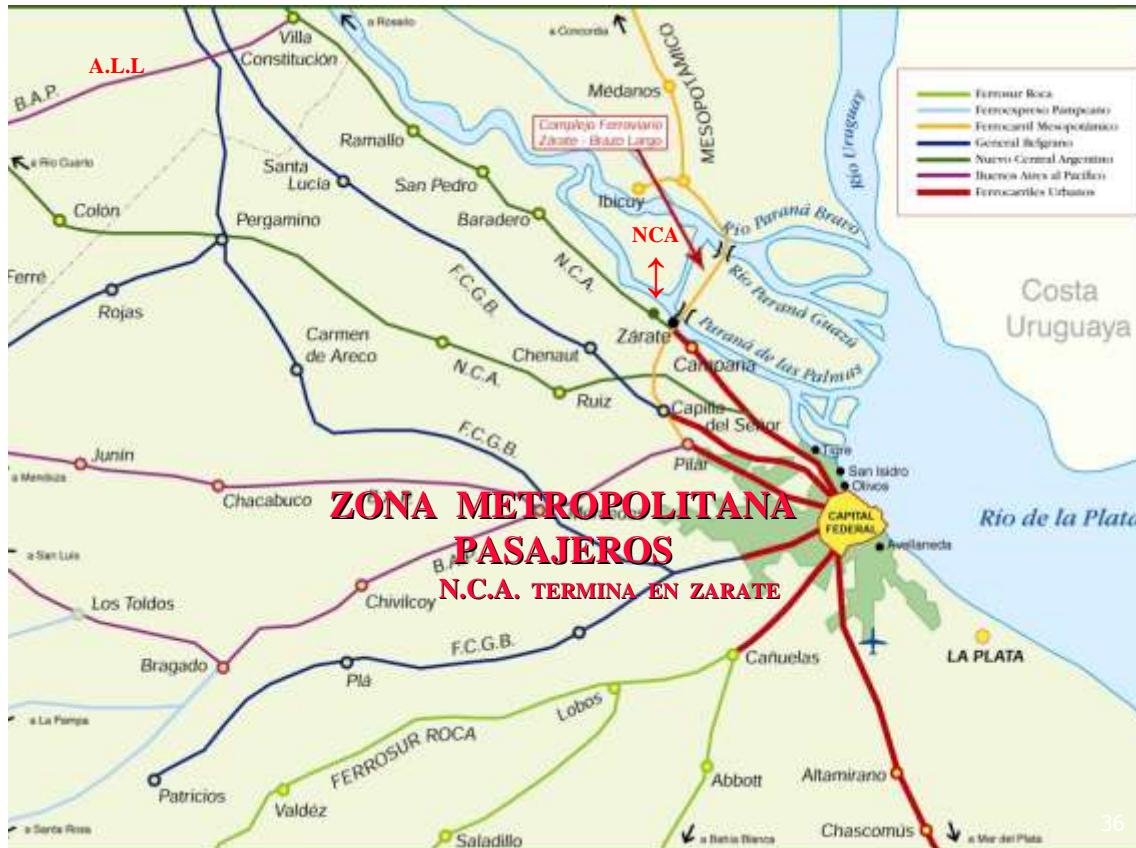 a Rosario
a Concordia
Villa
Constitución
A.L.L
B.A.P.
MESOPOTÁMICO
Médanos
Río Uruguay
Ferrosur Roca
Ferroexpreso Pampeano
Ferrocarril Mesopotámico
General Belgrano
Nuevo Central Argentino
Buenos Aires al Pacífico
Ferrocarriles Urbanos
Complejo Ferroviario
Zárate - Brazo Largo
Ramallo
a Río Cuarto
Santa
Lucía
San Pedro
Ibicuy
Colón
Pergamino
Baradero
Río Paraná Bravo
NCA
N.C.A.
F.C.G.B.
Río Paraná Guazú
Ferré
Rojas
Costa
Uruguaya
Carmen
de Areco
Chenaut
Zárate
Paraná de las Palmas
Campana
N.C.A.
Ruiz
Capilla
del Señor
F.C.G.B.
Junín
Pilar
Tigre
San Isidro
Olivos
a Mendoza
Chacabuco
ZONA METROPOLITANA
CAPITAL
FEDERAL
Río de la Plata
PASAJEROS
Avellaneda
a San Luis
B.A.P.
N.C.A. TERMINA EN ZARATE
Los Toldos
Chivilcoy
F.C.G.B.
Bragado
Plá
Cañuelas
LA PLATA
a La Pampa
Lobos
FERROSUR ROCA
Patricios
Valdéz
Abbott
Altamirano
a Santa Rosa
Saladillo
a Bahía Blanca
Chascomús
a Mar del Plata
36